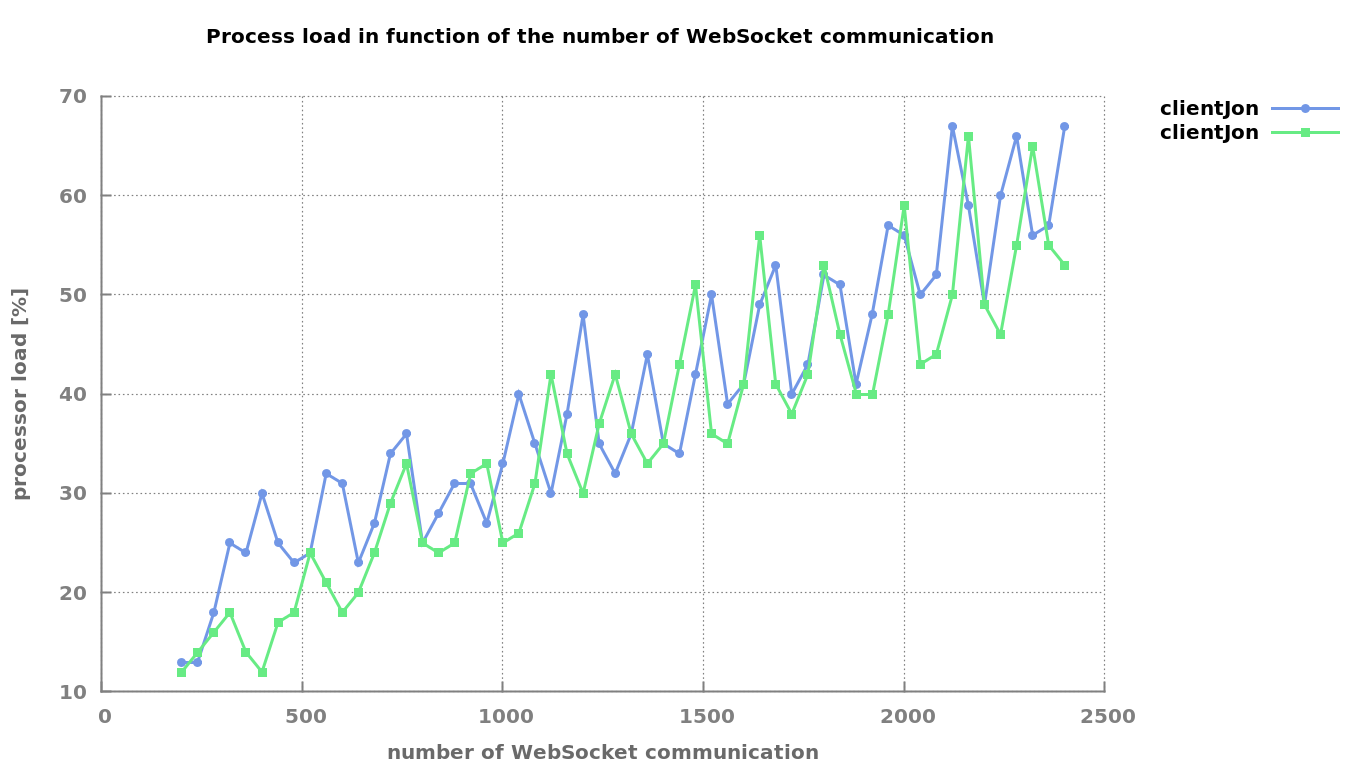 Process load in function of the number of WebSocket communication
clientJon
clientJon
70
60
50
40
30
20
10
processor load [%]
0 500 1000 1500 2000 2500
number of WebSocket communication